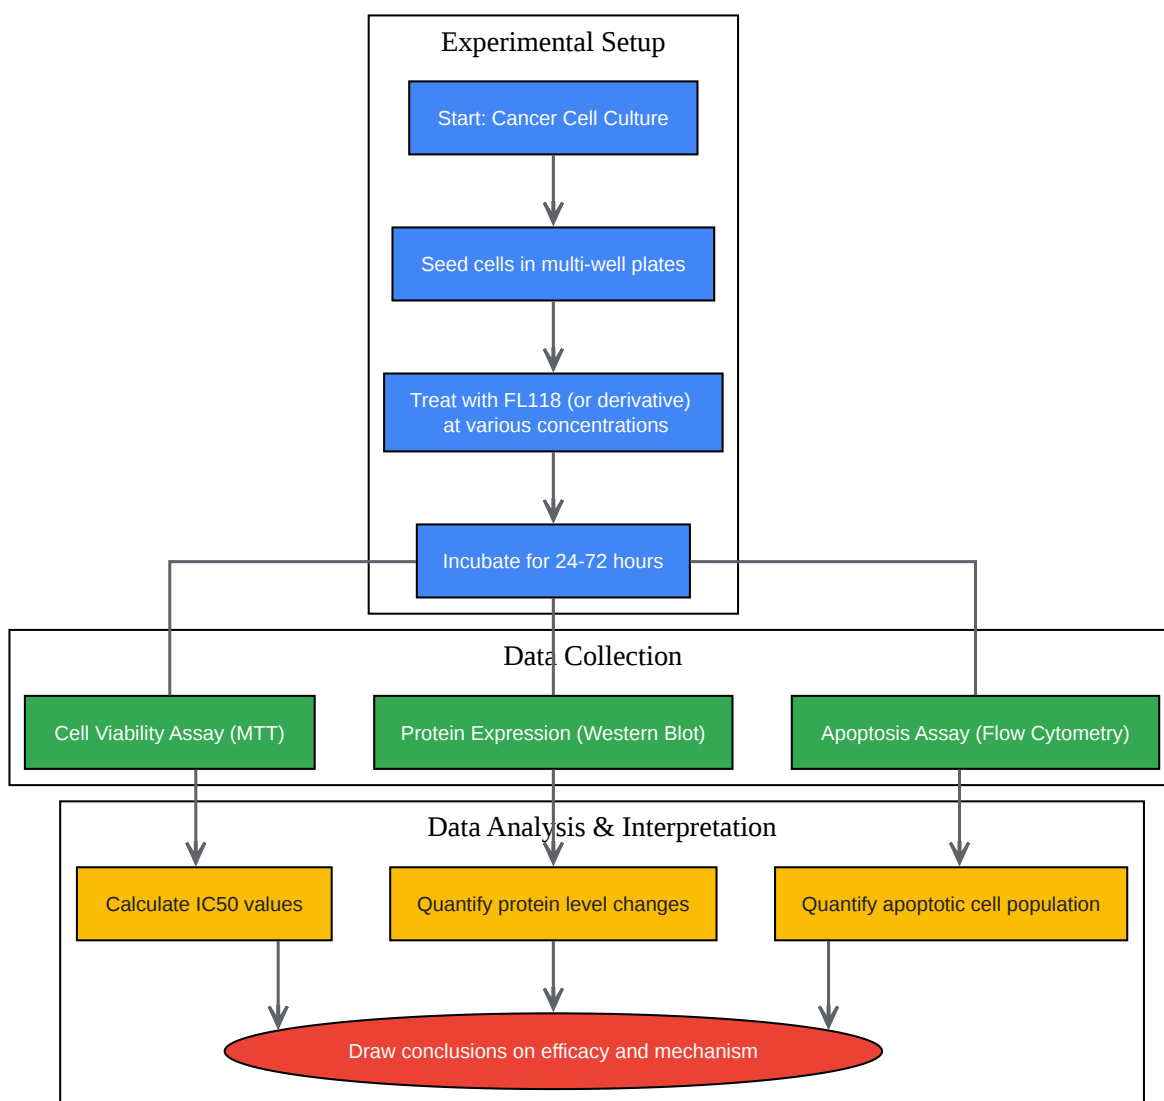 Experimental Setup
Start: Cancer Cell Culture
Seed cells in multi-well plates
Treat with FL118 (or derivative)
at various concentrations
Incubate for 24-72 hours
Data Collection
Cell Viability Assay (MTT)
Protein Expression (Western Blot)
Apoptosis Assay (Flow Cytometry)
Data Analysis & Interpretation
Calculate IC50 values
Quantify protein level changes
Quantify apoptotic cell population
Draw conclusions on efficacy and mechanism